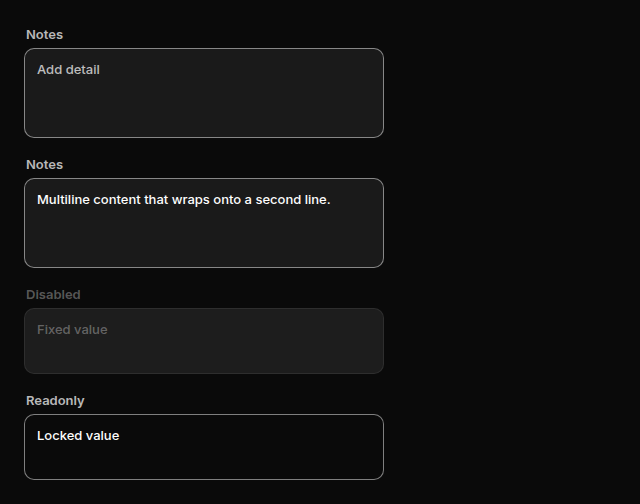 Notes
Add detail
Notes
Multiline content that wraps onto a second line.
Disabled
Fixed value
Readonly
Locked value